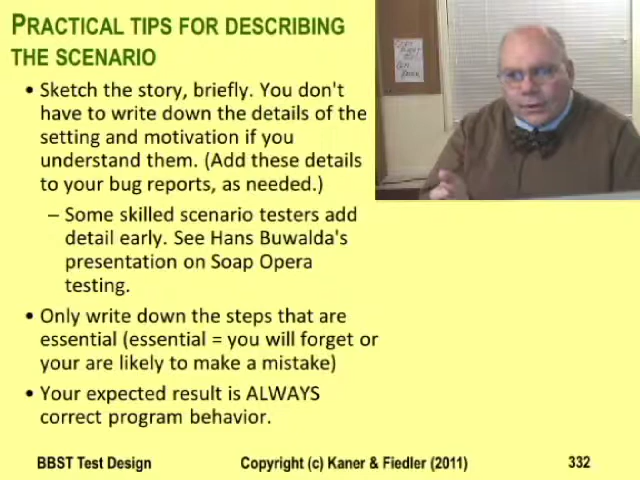 PRACTICAL TIPS FOR DESCRIBING
THE SCENARIO
• Sketch the story, briefly. You don't
have to write down the details of the
setting and motivation if you
understand them. (Add these details
to your bug reports, as needed.)
– Some skilled scenario testers add
detail early. See Hans Buwalda's
presentation on Soap Opera
testing.
• Only write down the steps that are
essential (essential = you will forget or
your are likely to make a mistake)
• Your expected result is ALWAYS
correct program behavior.
BBST Test Design Copyright (c) Kaner & Fiedler (2011) 332